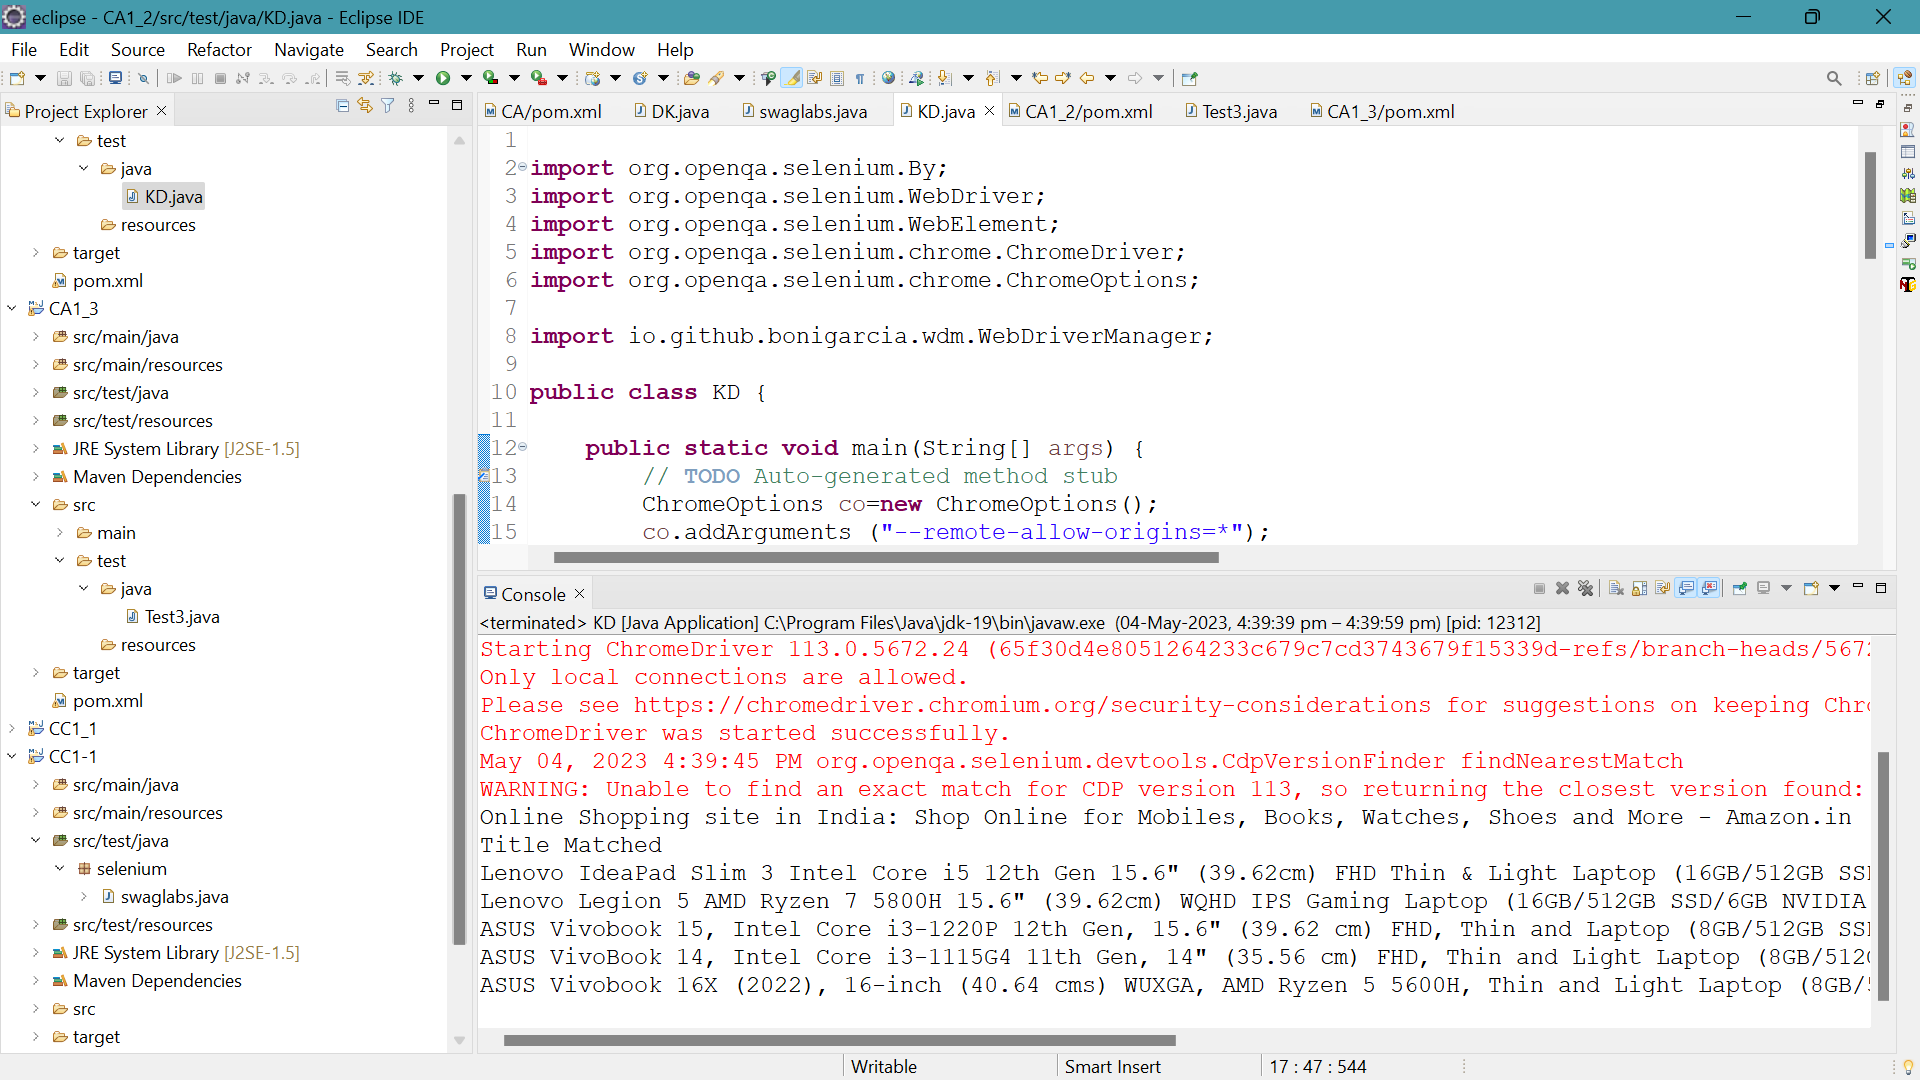 eclipse - CA1_2/src/test/java/KD.java - Eclipse IDE
File Edit Source Refactor Navigate Search Project Run Window Help
Project Explorer
test
java
KD.java
resources
target
pom.xml
CA1_3
src/main/java
src/main/resources
src/test/java
src/test/resources
JRE System Library [J2SE-1.5]
Maven Dependencies
src
main
test
java
Test3.java
resources
target
pom.xml
CC1_1
CC1-1
src/main/java
src/main/resources
src/test/java
selenium
swaglabs.java
src/test/resources
JRE System Library [J2SE-1.5]
Maven Dependencies
src
target
CA/pom.xml DK.java swaglabs.java KD.java CA1_2/pom.xml Test3.java CA1_3/pom.xml
1
2 import org.openqa.selenium.By;
3 import org.openqa.selenium.WebDriver;
4 import org.openqa.selenium.WebElement;
5 import org.openqa.selenium.chrome.ChromeDriver;
6 import org.openqa.selenium.chrome.ChromeOptions;
7
8 import io.github.bonigarcia.wdm.WebDriverManager;
9
10 public class KD {
11
12 public static void main(String[] args) {
13 // TODO Auto-generated method stub
14 ChromeOptions co=new ChromeOptions();
15 co.addArguments ("--remote-allow-origins=*");
Console
<terminated> KD [Java Application] C:\Program Files\Java\jdk-19\bin\javaw.exe (04-May-2023, 4:39:39 pm – 4:39:59 pm) [pid: 12312]
Starting ChromeDriver 113.0.5672.24 (65f30d4e8051264233c679c7cd3743679f15339d-refs/branch-heads/567
Only local connections are allowed.
Please see https://chromedriver.chromium.org/security-considerations for suggestions on keeping Chr
ChromeDriver was started successfully.
May 04, 2023 4:39:45 PM org.openqa.selenium.devtools.CdpVersionFinder findNearestMatch
WARNING: Unable to find an exact match for CDP version 113, so returning the closest version found:
Online Shopping site in India: Shop Online for Mobiles, Books, Watches, Shoes and More - Amazon.in
Title Matched
Lenovo IdeaPad Slim 3 Intel Core i5 12th Gen 15.6" (39.62cm) FHD Thin & Light Laptop (16GB/512GB SS
Lenovo Legion 5 AMD Ryzen 7 5800H 15.6" (39.62cm) WQHD IPS Gaming Laptop (16GB/512GB SSD/6GB NVIDIA
ASUS Vivobook 15, Intel Core i3-1220P 12th Gen, 15.6" (39.62 cm) FHD, Thin and Laptop (8GB/512GB SS
ASUS VivoBook 14, Intel Core i3-1115G4 11th Gen, 14" (35.56 cm) FHD, Thin and Light Laptop (8GB/512
ASUS Vivobook 16X (2022), 16-inch (40.64 cms) WUXGA, AMD Ryzen 5 5600H, Thin and Light Laptop (8GB/
Writable Smart Insert 17 : 47 : 544